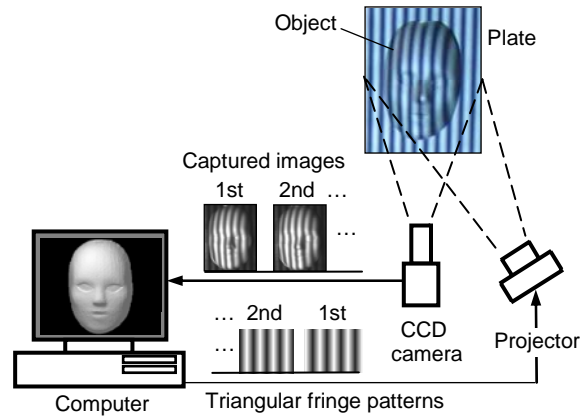 Object
Plate
Captured images
1st 2nd …
…
… 2nd 1st
…
CCD
camera
Projector
Computer
Triangular fringe patterns